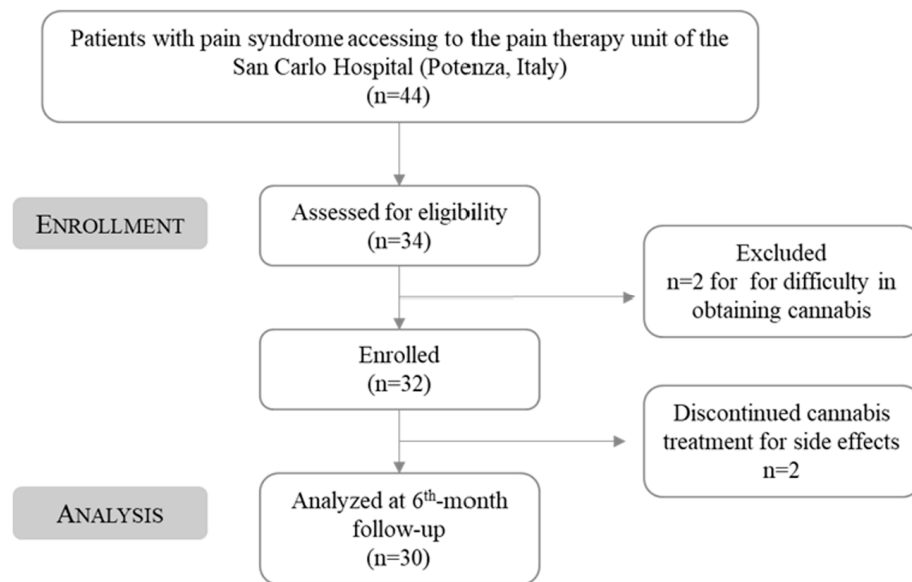 Patients with pain syndrome accessing to the pain therapy unit of the
San Carlo Hospital (Potenza, Italy)
(n=44)
ENROLLMENT
Assessed for eligibility
(n=34)
Excluded
n=2 for for difficulty in
obtaining cannabis
Enrolled
(n=32)
Discontinued cannabis
treatment for side effects
n=2
ANALYSIS
Analyzed at 6th-month
follow-up
(n=30)